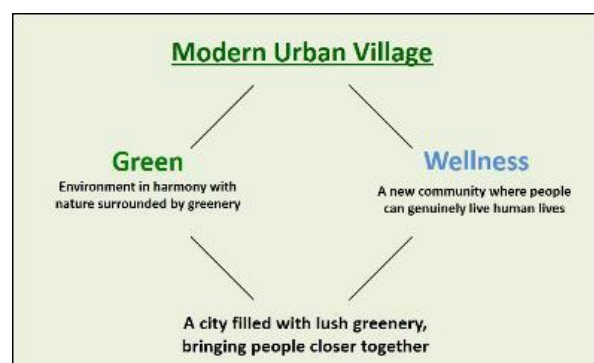 Modern Urban Village
Green
Environment in harmony with
nature surrounded by greenery
Wellness
A new community where people
can genuinely live human lives
A city filled with lush greenery,
bringing people closer together